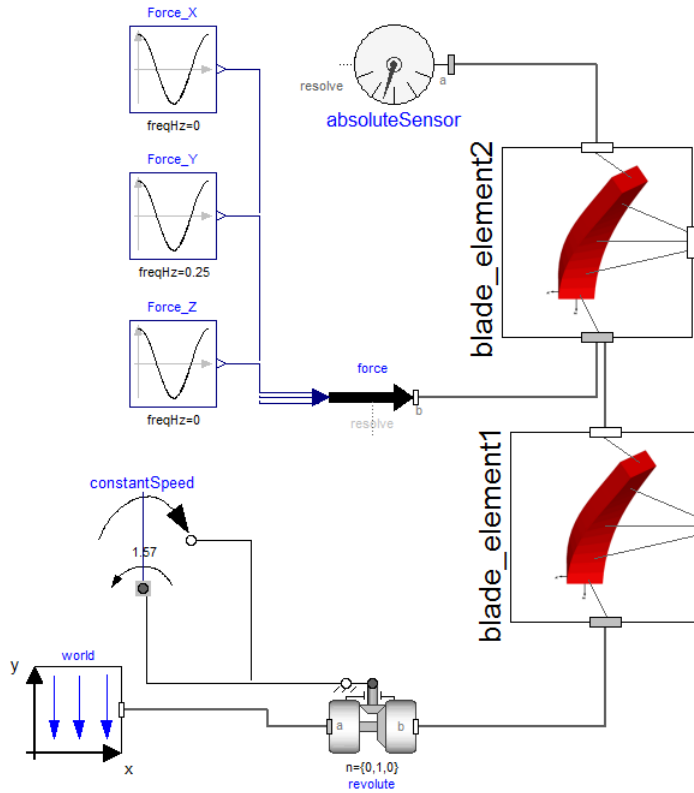 Force_X
freqHz=0
resolve
a
absoluteSensor
Force_Y
freqHz=0.25
blade_element2
Force_Z
freqHz=0
force
b
resolve
blade_element1
constantSpeed
1.57
world
y
x
a
b
n={0,1,0}
revolute